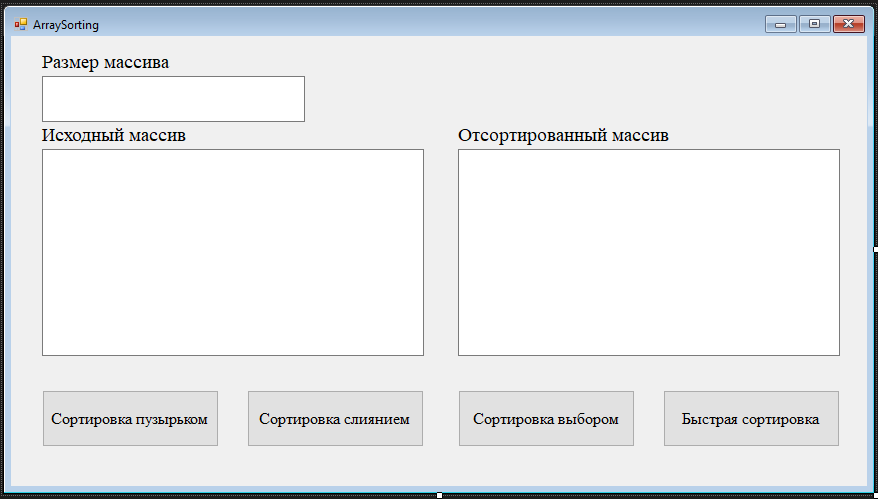 ArraySorting
Размер массива
Исходный массив
Отсортированный массив
Сортировка пузырьком
Сортировка слиянием
Сортировка выбором
Быстрая сортировка